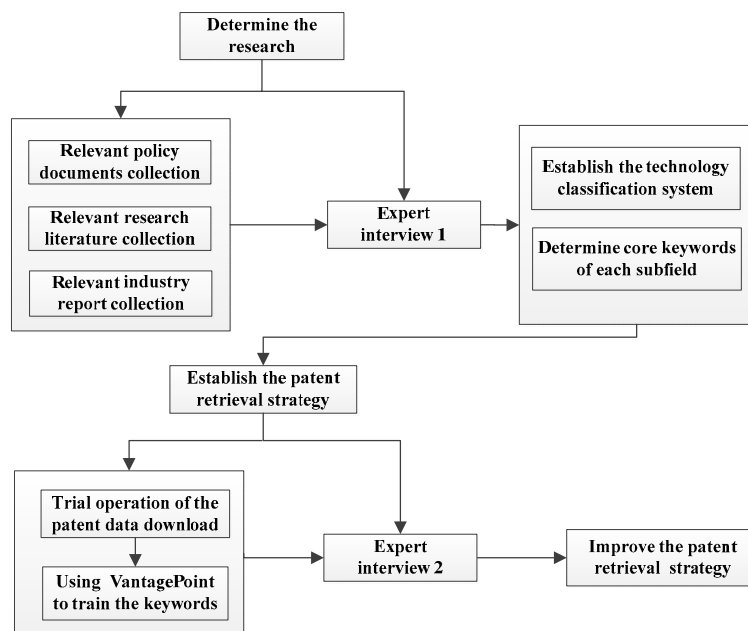 Determine the
research
Relevant policy
documents collection
Relevant research
literature collection
Relevant industry
report collection
Expert
interview 1
Establish the technology
classification system
Determine core keywords
of each subfield
Establish the patent
retrieval strategy
Trial operation of the
patent data download
Using VantagePoint
to train the keywords
Expert
interview 2
Improve the patent
retrieval strategy